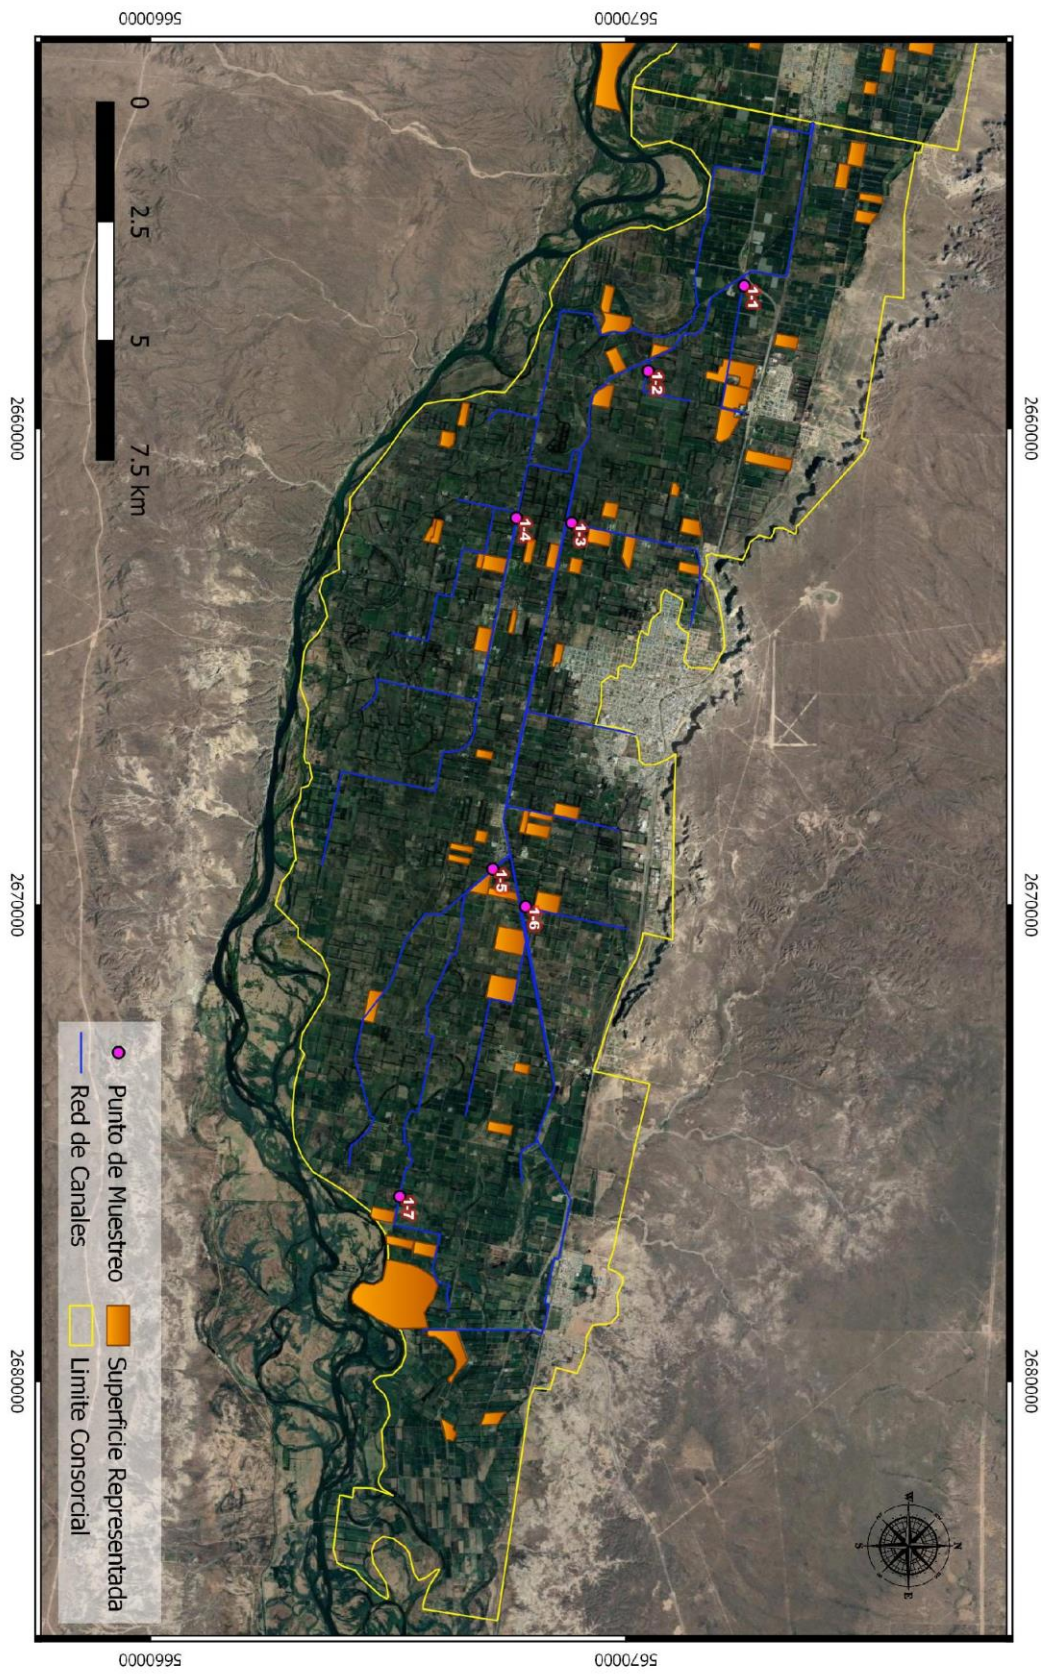 5660000
5670000
2660000
2670000
2680000
2660000
2670000
2680000
5660000
5670000
0 2.5 5 7.5 km
1-1
1-2
1-3
1-4
1-5
1-6
1-7
Punto de Muestreo
Superficie Representada
Red de Canales
Limite Consorcial
N
E
S
W